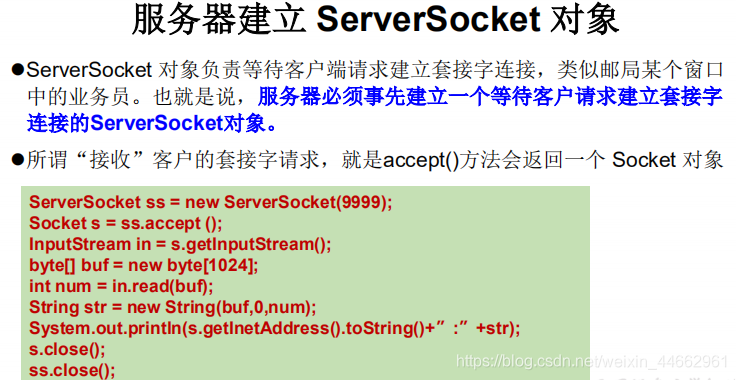 服务器建立 ServerSocket 对象
●ServerSocket 对象负责等待客户端请求建立套接字连接，类似邮局某个窗口
中的业务员。也就是说，服务器必须事先建立一个等待客户请求建立套接字
连接的ServerSocket对象。
●所谓“接收”客户的套接字请求，就是accept()方法会返回一个 Socket 对象
ServerSocket ss = new ServerSocket(9999);
Socket s = ss.accept ();
InputStream in = s.getInputStream();
byte[] buf = new byte[1024];
int num = in.read(buf);
String str = new String(buf,0,num);
System.out.println(s.getInetAddress().toString()+”:”+str);
s.close();
ss.close();
https://blog.csdn.net/weixin_44662961